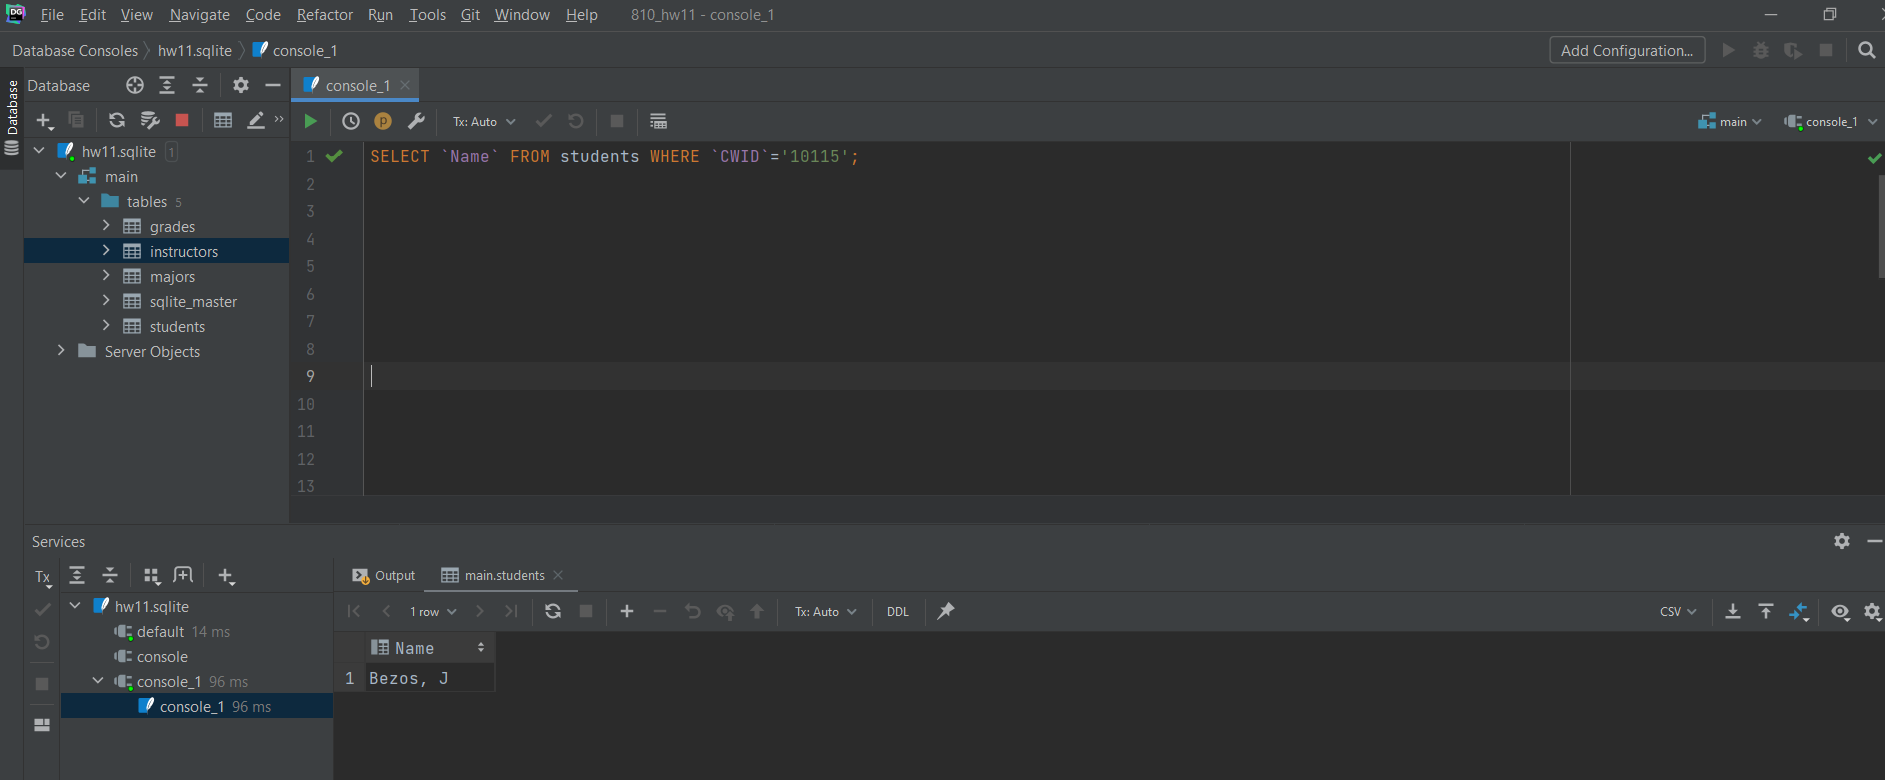 DG File Edit View Navigate Code Refactor Run Tools Git Window Help 810_hw11 - console_1
Database Consoles hw11.sqlite console_1 Add Configuration...
Database
Database
console_1
p Tx: Auto main console_1
hw11.sqlite 1
main
tables 5
grades
instructors
majors
sqlite_master
students
Server Objects
1 SELECT `Name` FROM students WHERE `CWID`='10115';
2
3
4
5
6
7
8
9
10
11
12
13
Services
Tx
Output main.students
1 row Tx: Auto DDL CSV
hw11.sqlite
default 14 ms
console
console_1 96 ms
console_1 96 ms
Name
1 Bezos, J